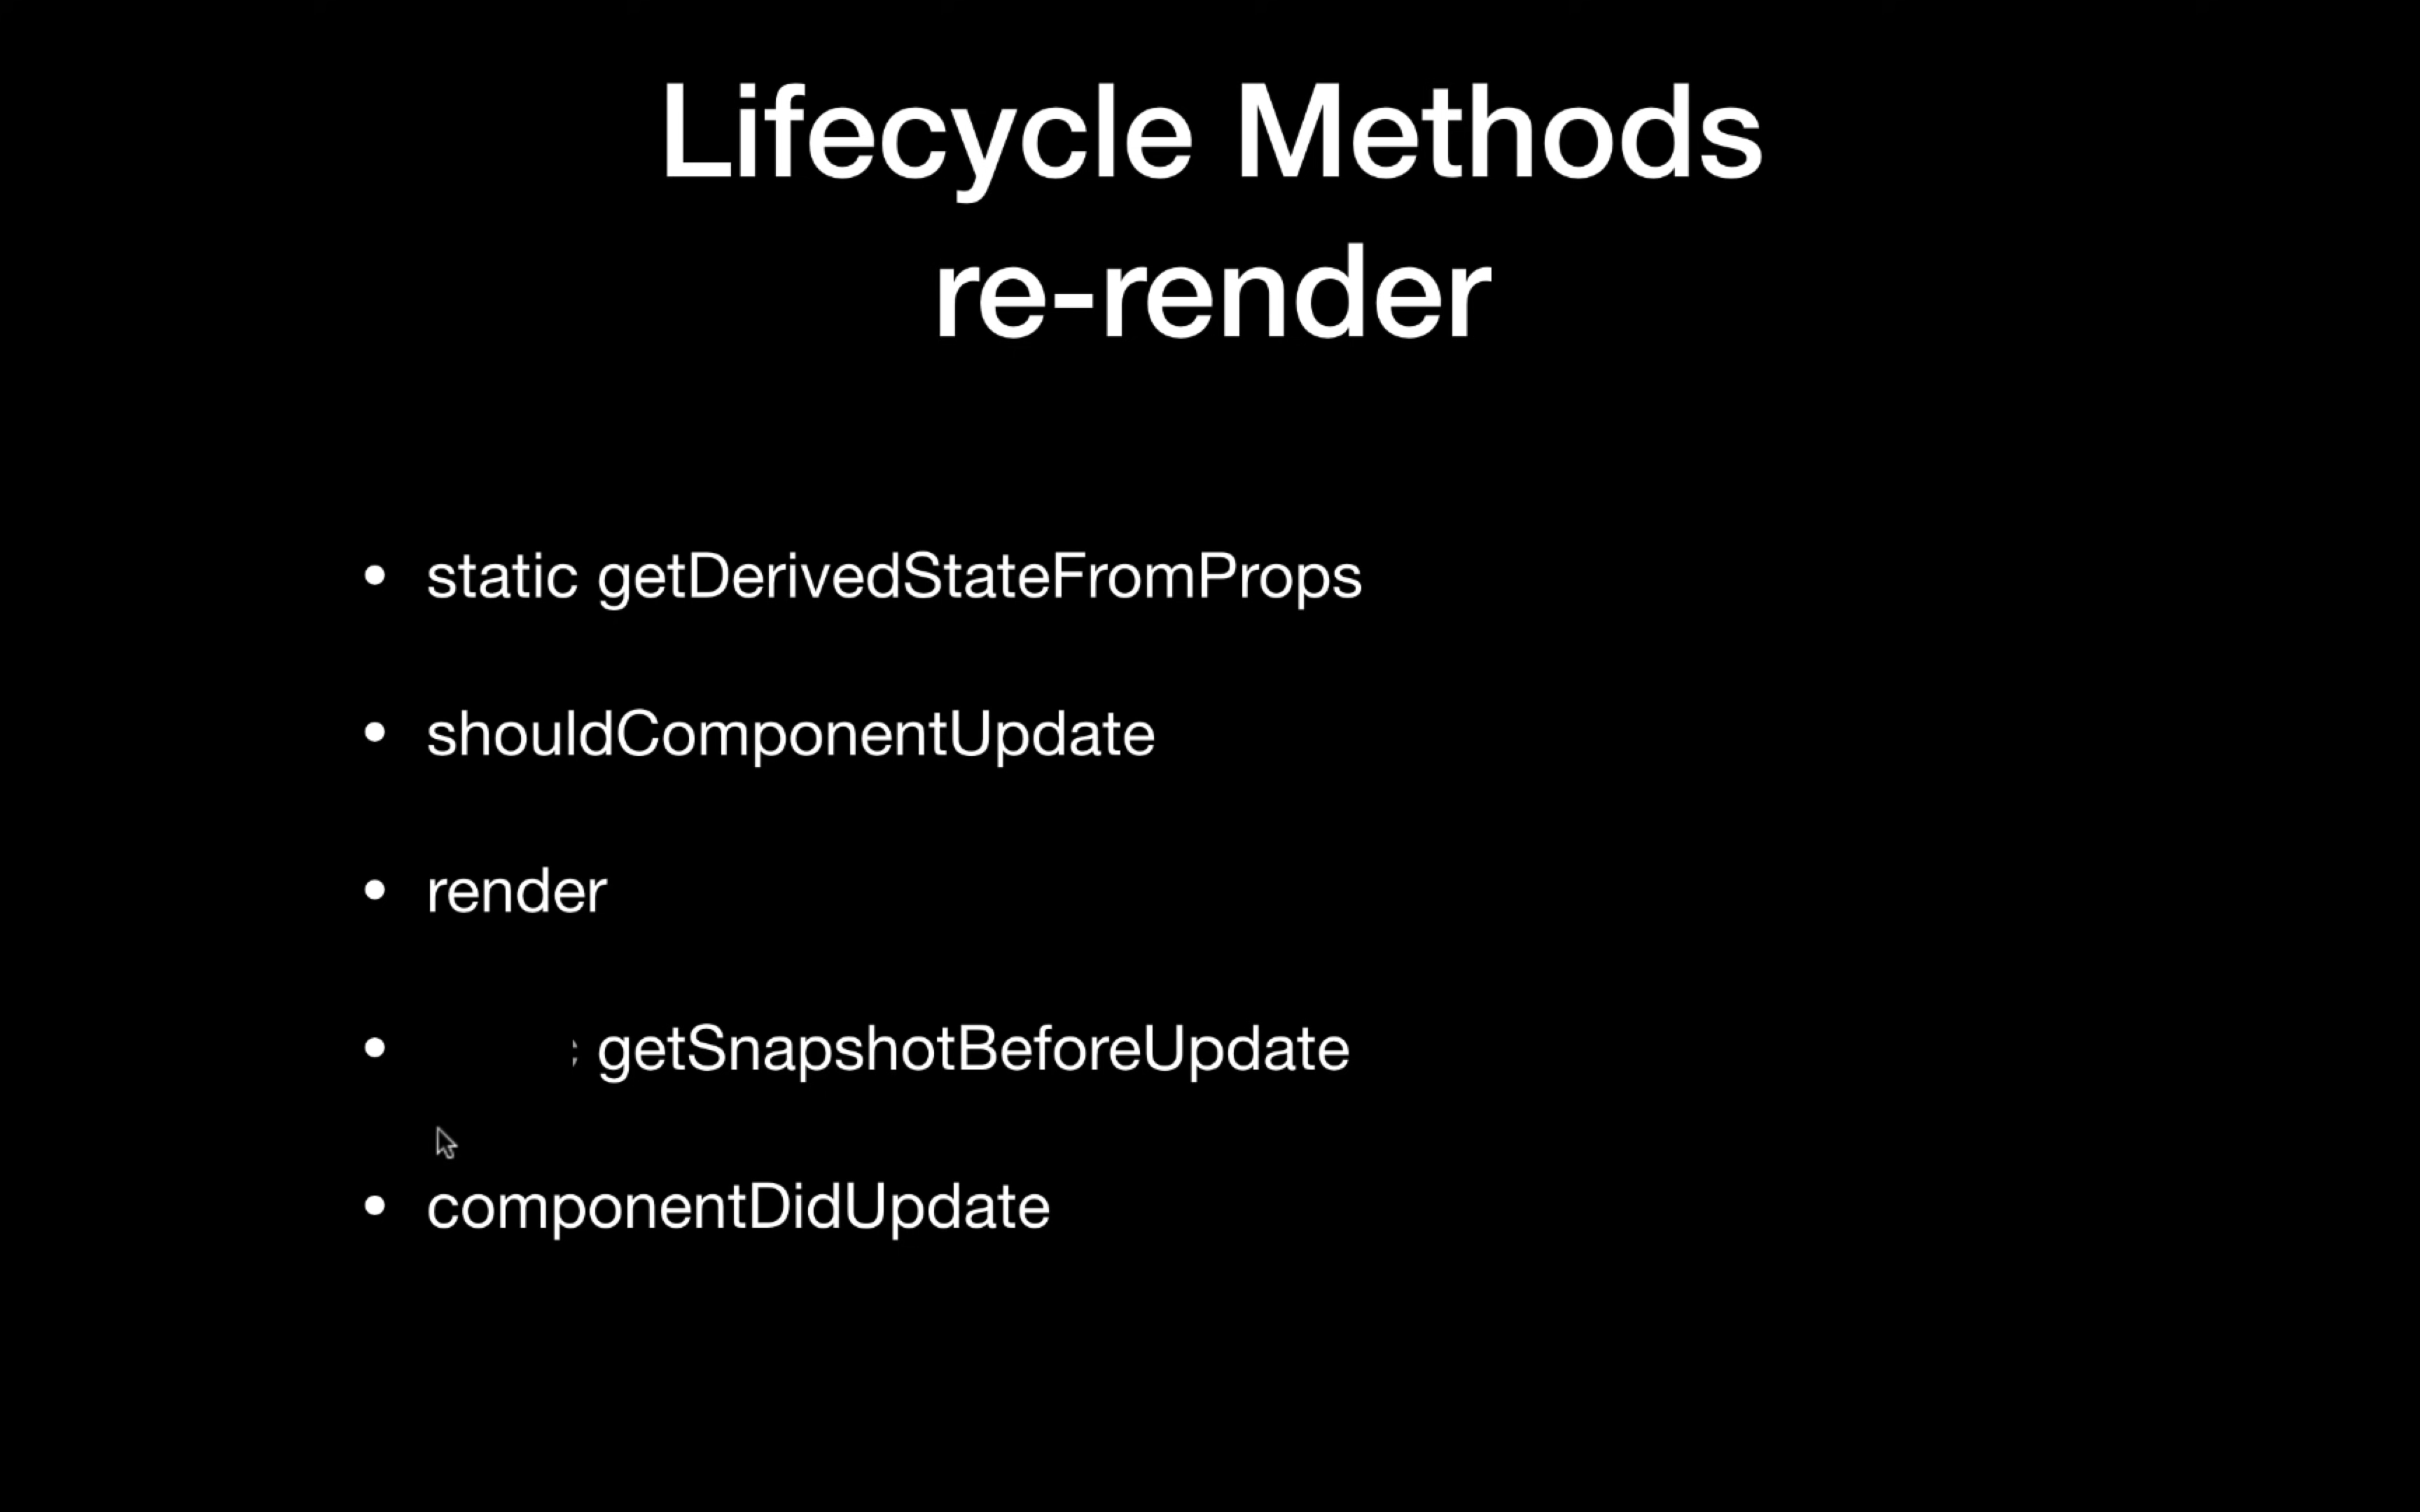 Lifecycle Methods
re-render
• static getDerivedStateFromProps
• shouldComponentUpdate
• render
• getSnapshotBeforeUpdate
• componentDidUpdate